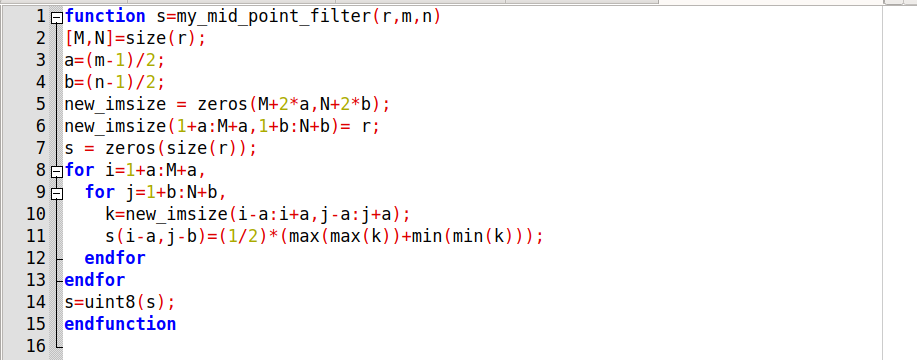 1 function s=my_mid_point_filter(r,m,n)
2 [M,N]=size(r);
3 a=(m-1)/2;
4 b=(n-1)/2;
5 new_imsize = zeros(M+2*a,N+2*b);
6 new_imsize(1+a:M+a,1+b:N+b)= r;
7 s = zeros(size(r));
8 for i=1+a:M+a,
9   for j=1+b:N+b,
10     k=new_imsize(i-a:i+a,j-a:j+a);
11     s(i-a,j-b)=(1/2)*(max(max(k))+min(min(k)));
12   endfor
13 endfor
14 s=uint8(s);
15 endfunction
16